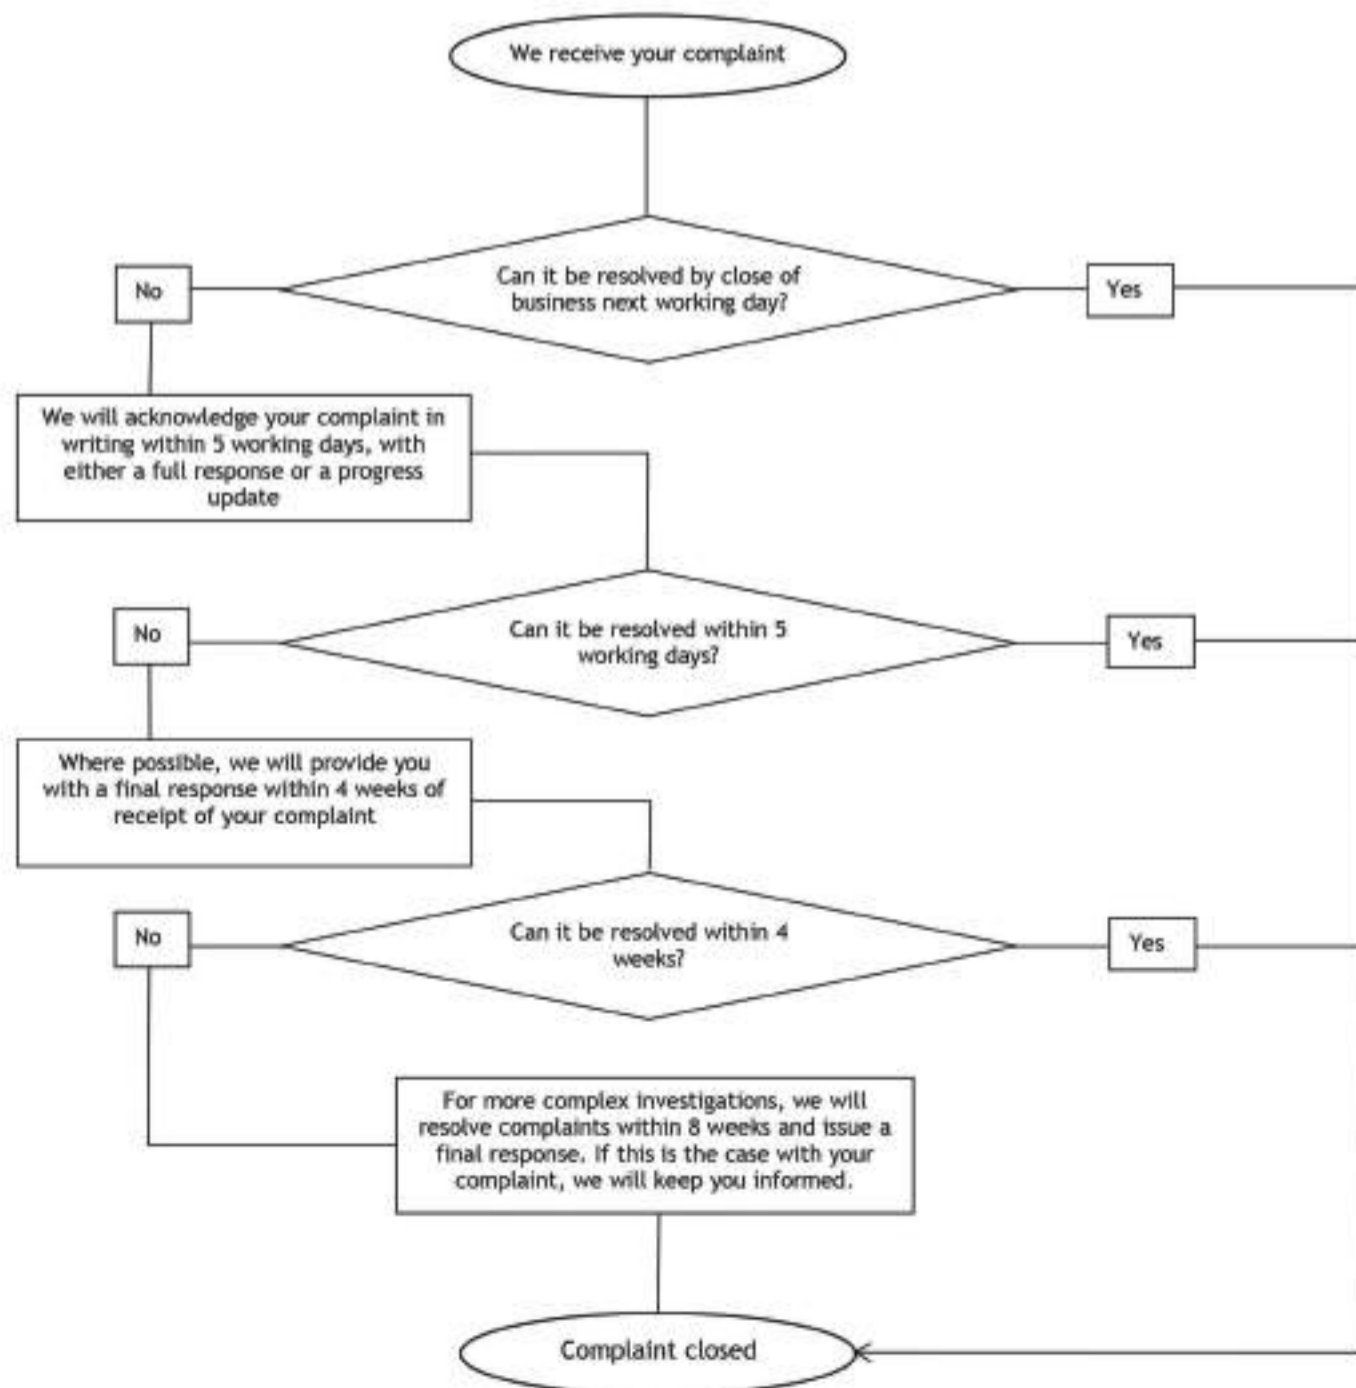 We receive your complaint
Can it be resolved by close of
business next working day?
No
Yes
We will acknowledge your complaint in
writing within 5 working days, with
either a full response or a progress
update
Can it be resolved within 5
working days?
No
Yes
Where possible, we will provide you
with a final response within 4 weeks of
receipt of your complaint
Can it be resolved within 4
weeks?
No
Yes
For more complex investigations, we will
resolve complaints within 8 weeks and issue a
final response. If this is the case with your
complaint, we will keep you informed.
Complaint closed